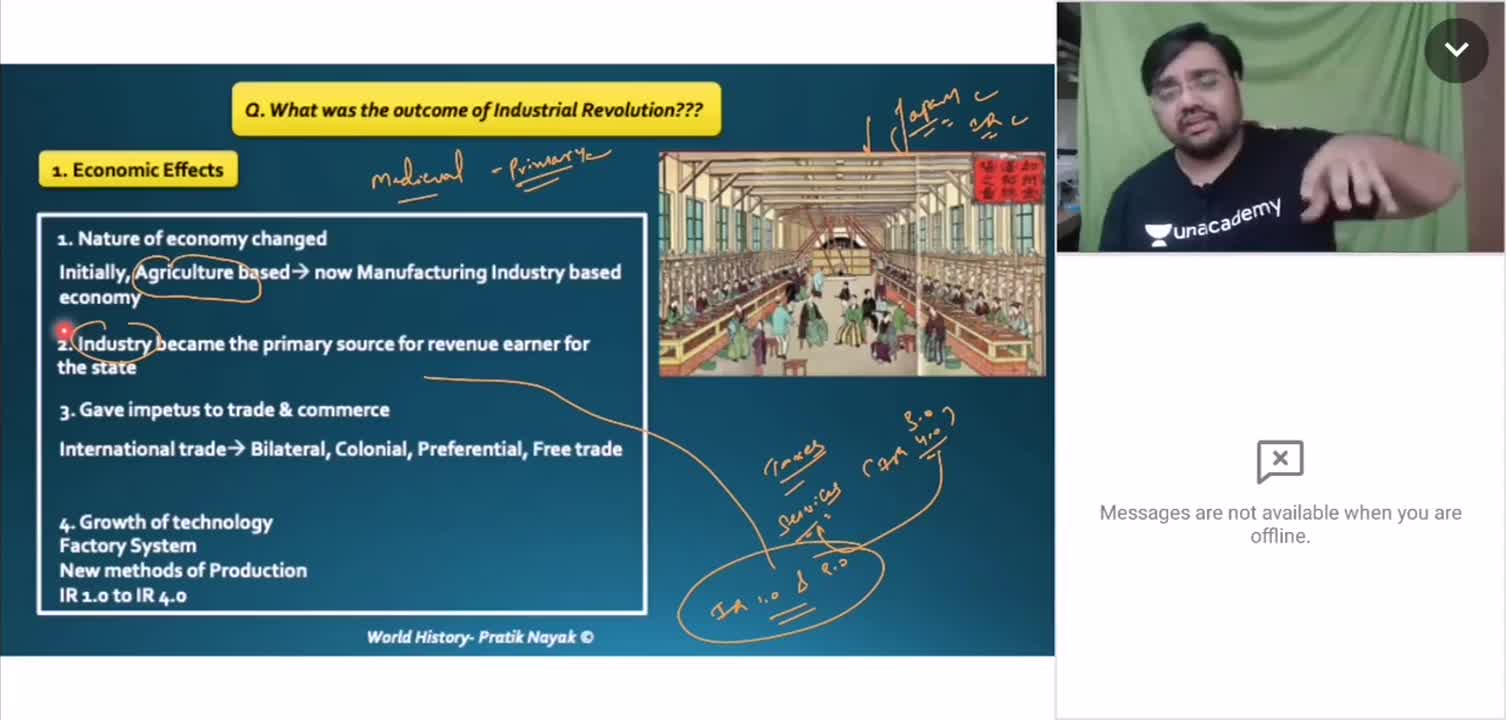 Q. What was the outcome of Industrial Revolution???
1. Economic Effects
Medieval - Primary
Japan
IR
1. Nature of economy changed
Initially, Agriculture based→ now Manufacturing Industry based
economy
2. Industry became the primary source for revenue earner for
the state
3. Gave impetus to trade & commerce
International trade→ Bilateral, Colonial, Preferential, Free trade
4. Growth of technology
Factory System
New methods of Production
IR 1.0 to IR 4.0
Taxes
Services
(IR 3.0
4.0)
IR 1.0 & 2.0
World History- Pratik Nayak ©
unacademy
Messages are not available when you are
offline.